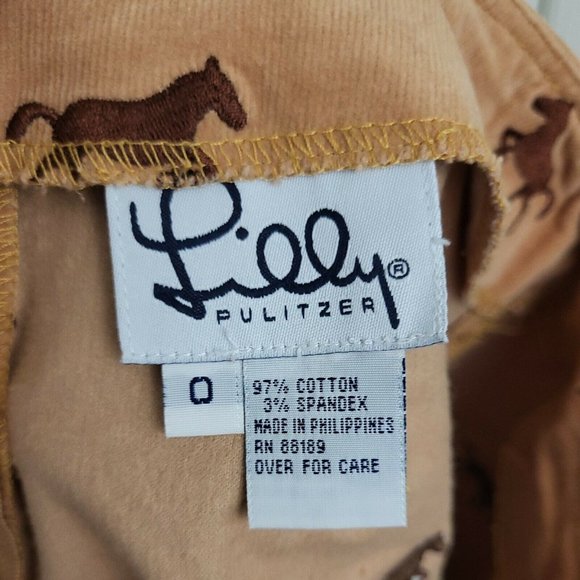 Lilly®
PULITZER
0
97% COTTON
3% SPANDEX
MADE IN PHILIPPINES
RN 88189
OVER FOR CARE